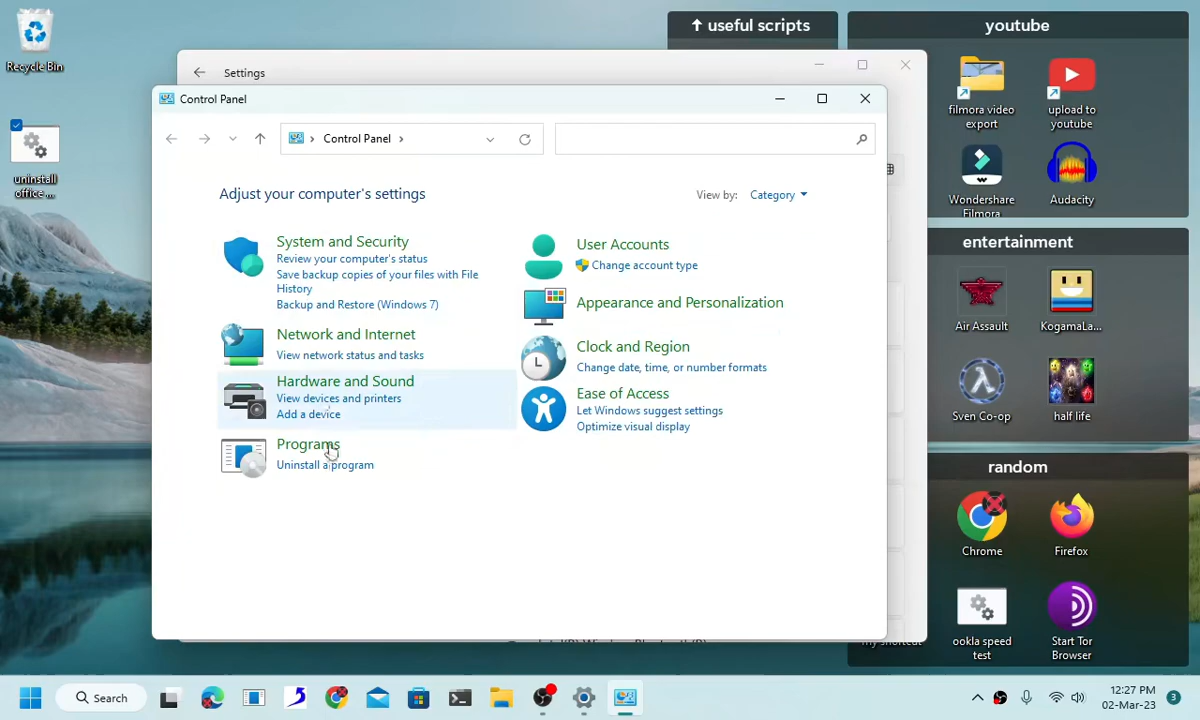 Recycle Bin
uninstall
office ...
Settings
Control Panel
Control Panel
Adjust your computer's settings
View by:
Category
System and Security
Review your computer's status
Save backup copies of your files with File
History
Backup and Restore (Windows 7)
Network and Internet
View network status and tasks
Hardware and Sound
View devices and printers
Add a device
Programs
Uninstall a program
User Accounts
Change account type
Appearance and Personalization
Clock and Region
Change date, time, or number formats
Ease of Access
Let Windows suggest settings
Optimize visual display
↑ useful scripts
youtube
filmora video
export
upload to
youtube
Wondershare
Filmora
Audacity
entertainment
Air Assault
KogamaLa...
Sven Co-op
half life
random
Chrome
Firefox
ookla speed
test
Start Tor
Browser
Search
12:27 PM
02-Mar-23
3